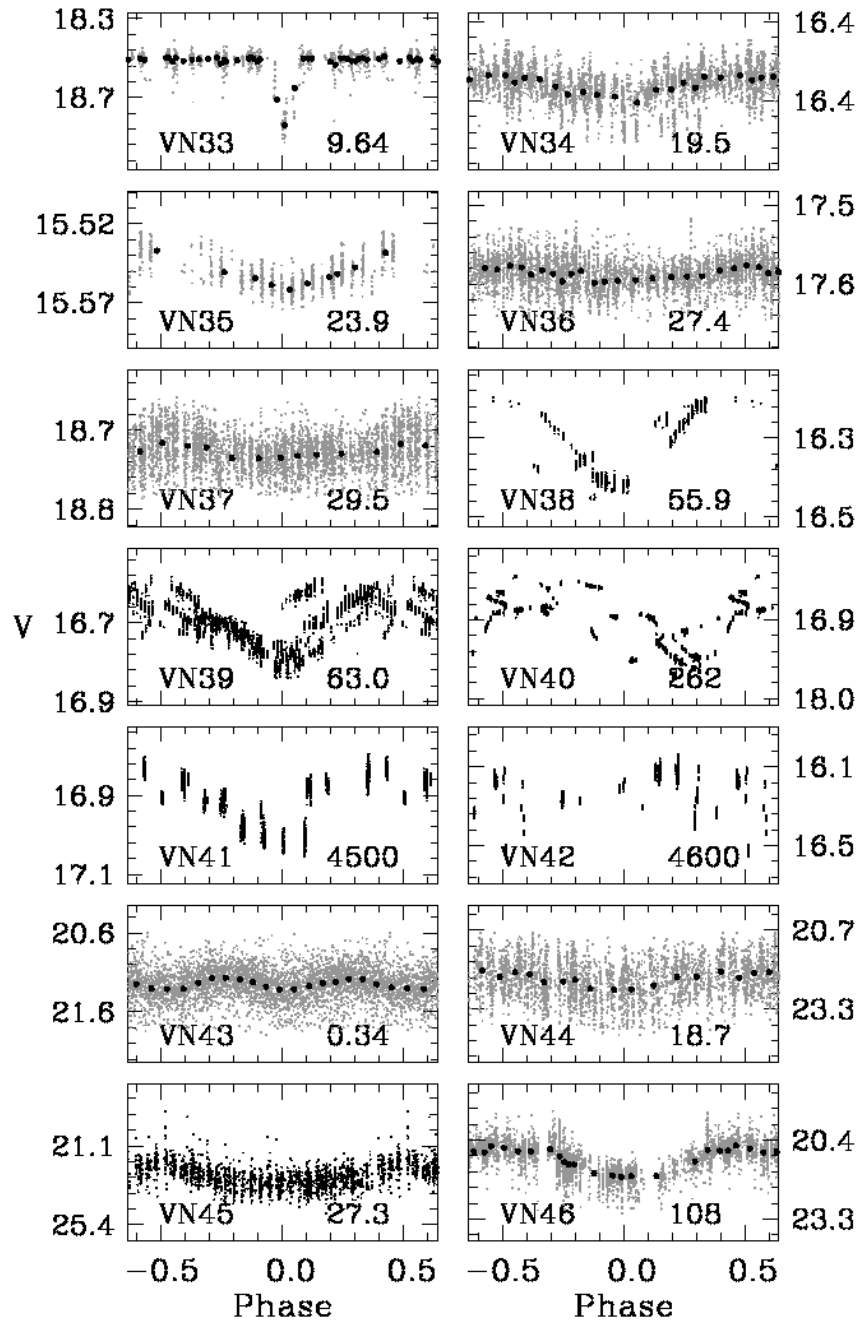 18.3
18.7
VN33 9.64
16.4
16.4
VN34 19.5
15.52
15.57
VN35 23.9
17.5
17.6
VN36 27.4
18.7
18.8
VN37 29.5
16.3
16.5
VN38 55.9
V
16.7
16.9
VN39 63.0
16.9
18.0
VN40 262
16.9
17.1
VN41 4500
16.1
16.5
VN42 4600
20.6
21.6
VN43 0.34
20.7
23.3
VN44 18.7
21.1
25.4
VN45 27.3
20.4
23.3
VN46 108
−0.5 0.0 0.5
Phase
−0.5 0.0 0.5
Phase